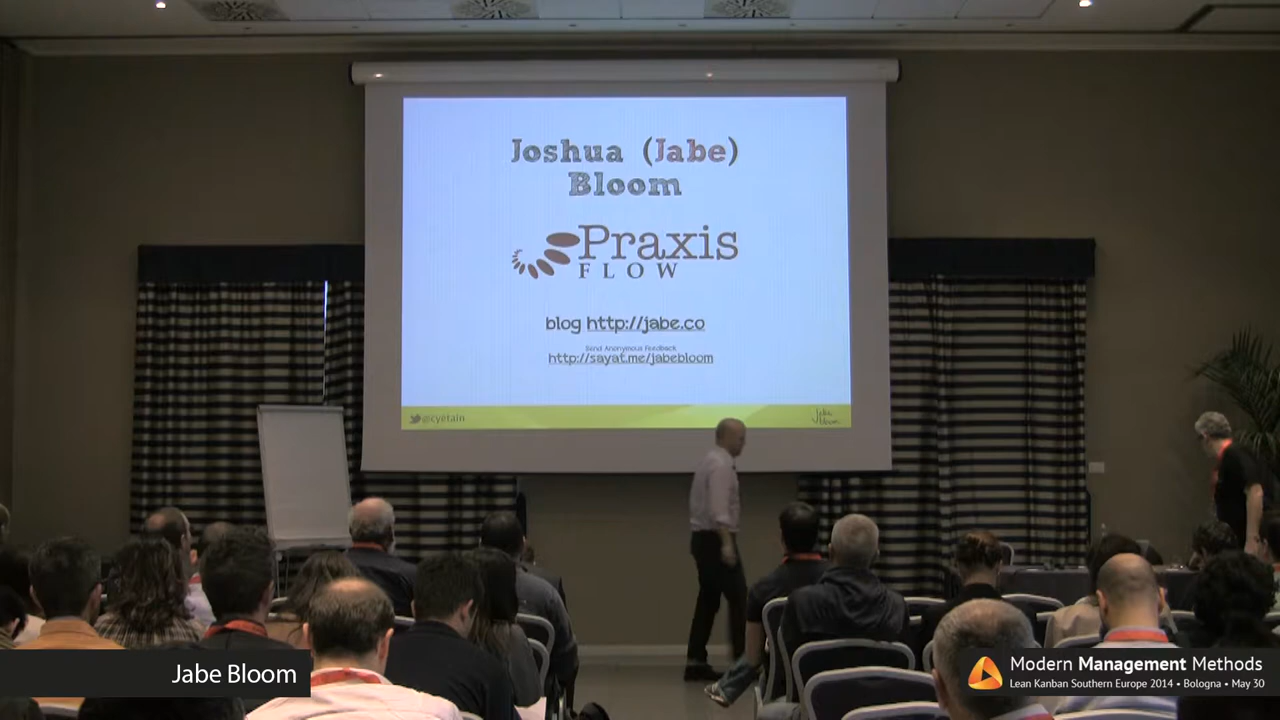 Joshua (Jabe)
Bloom
Praxis
FLOW
blog http://jabe.co
Send Anonymous Feedback
http://sayat.me/jabebloom
@cyetain
jabe
bloom
Jabe Bloom
Modern Management Methods
Lean Kanban Southern Europe 2014 • Bologna • May 30